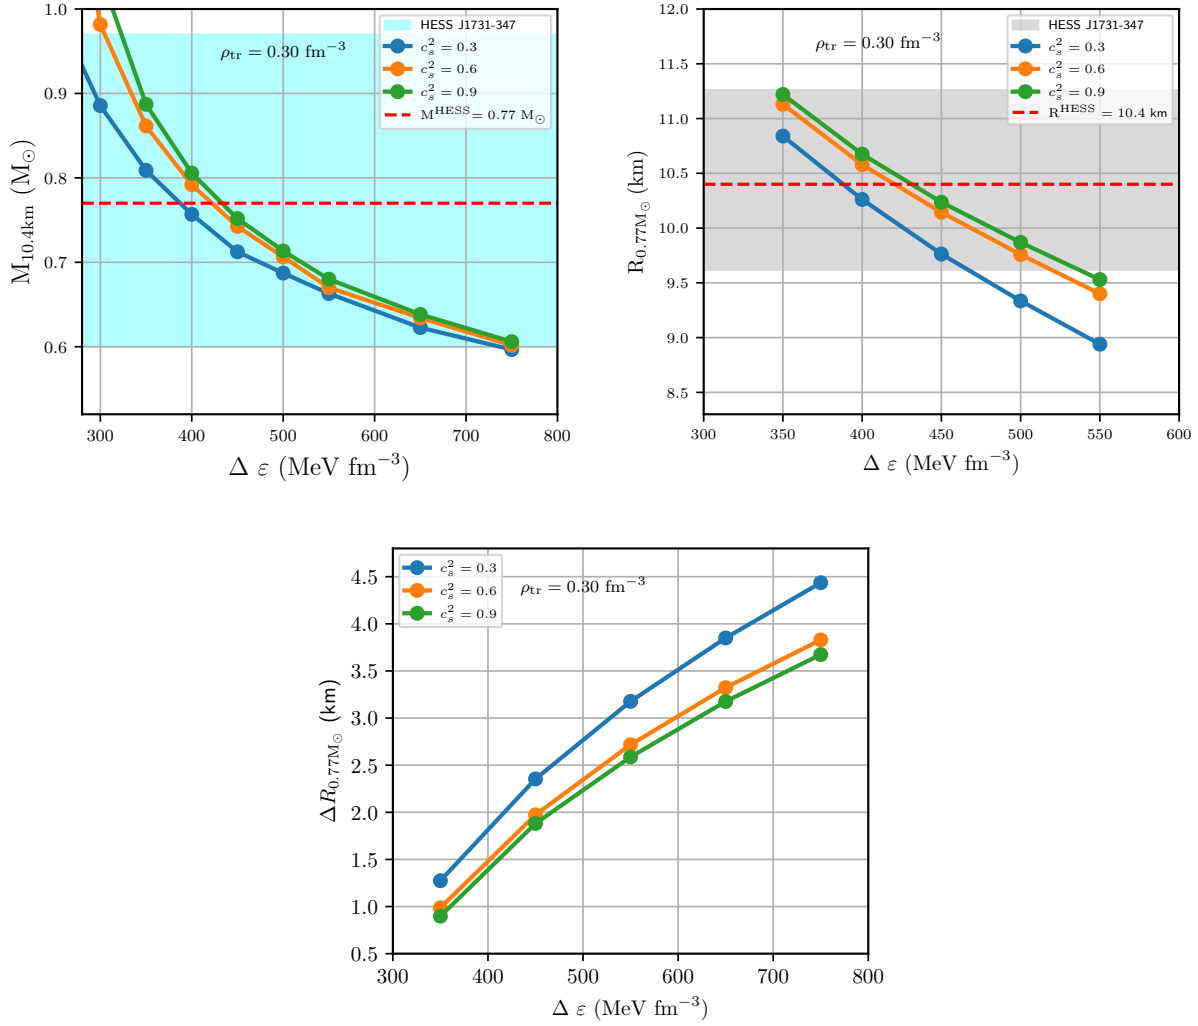 1.0
0.9
0.8
0.7
0.6
M₁₀.₄ₖₘ (M⊙)
ρtr = 0.30 fm⁻³
HESS J1731-347
c²ₛ = 0.3
c²ₛ = 0.6
c²ₛ = 0.9
Mᴴᴱˢˢ = 0.77 M⊙
300 400 500 600 700 800
Δ ε (MeV fm⁻³)
12.0
11.5
11.0
10.5
10.0
9.5
9.0
8.5
R₀.₇₇M⊙ (km)
ρtr = 0.30 fm⁻³
HESS J1731-347
c²ₛ = 0.3
c²ₛ = 0.6
c²ₛ = 0.9
Rᴴᴱˢˢ = 10.4 km
300 350 400 450 500 550 600
Δ ε (MeV fm⁻³)
4.5
4.0
3.5
3.0
2.5
2.0
1.5
1.0
0.5
ΔR₀.₇₇M⊙ (km)
c²ₛ = 0.3
c²ₛ = 0.6
c²ₛ = 0.9
ρtr = 0.30 fm⁻³
300 400 500 600 700 800
Δ ε (MeV fm⁻³)